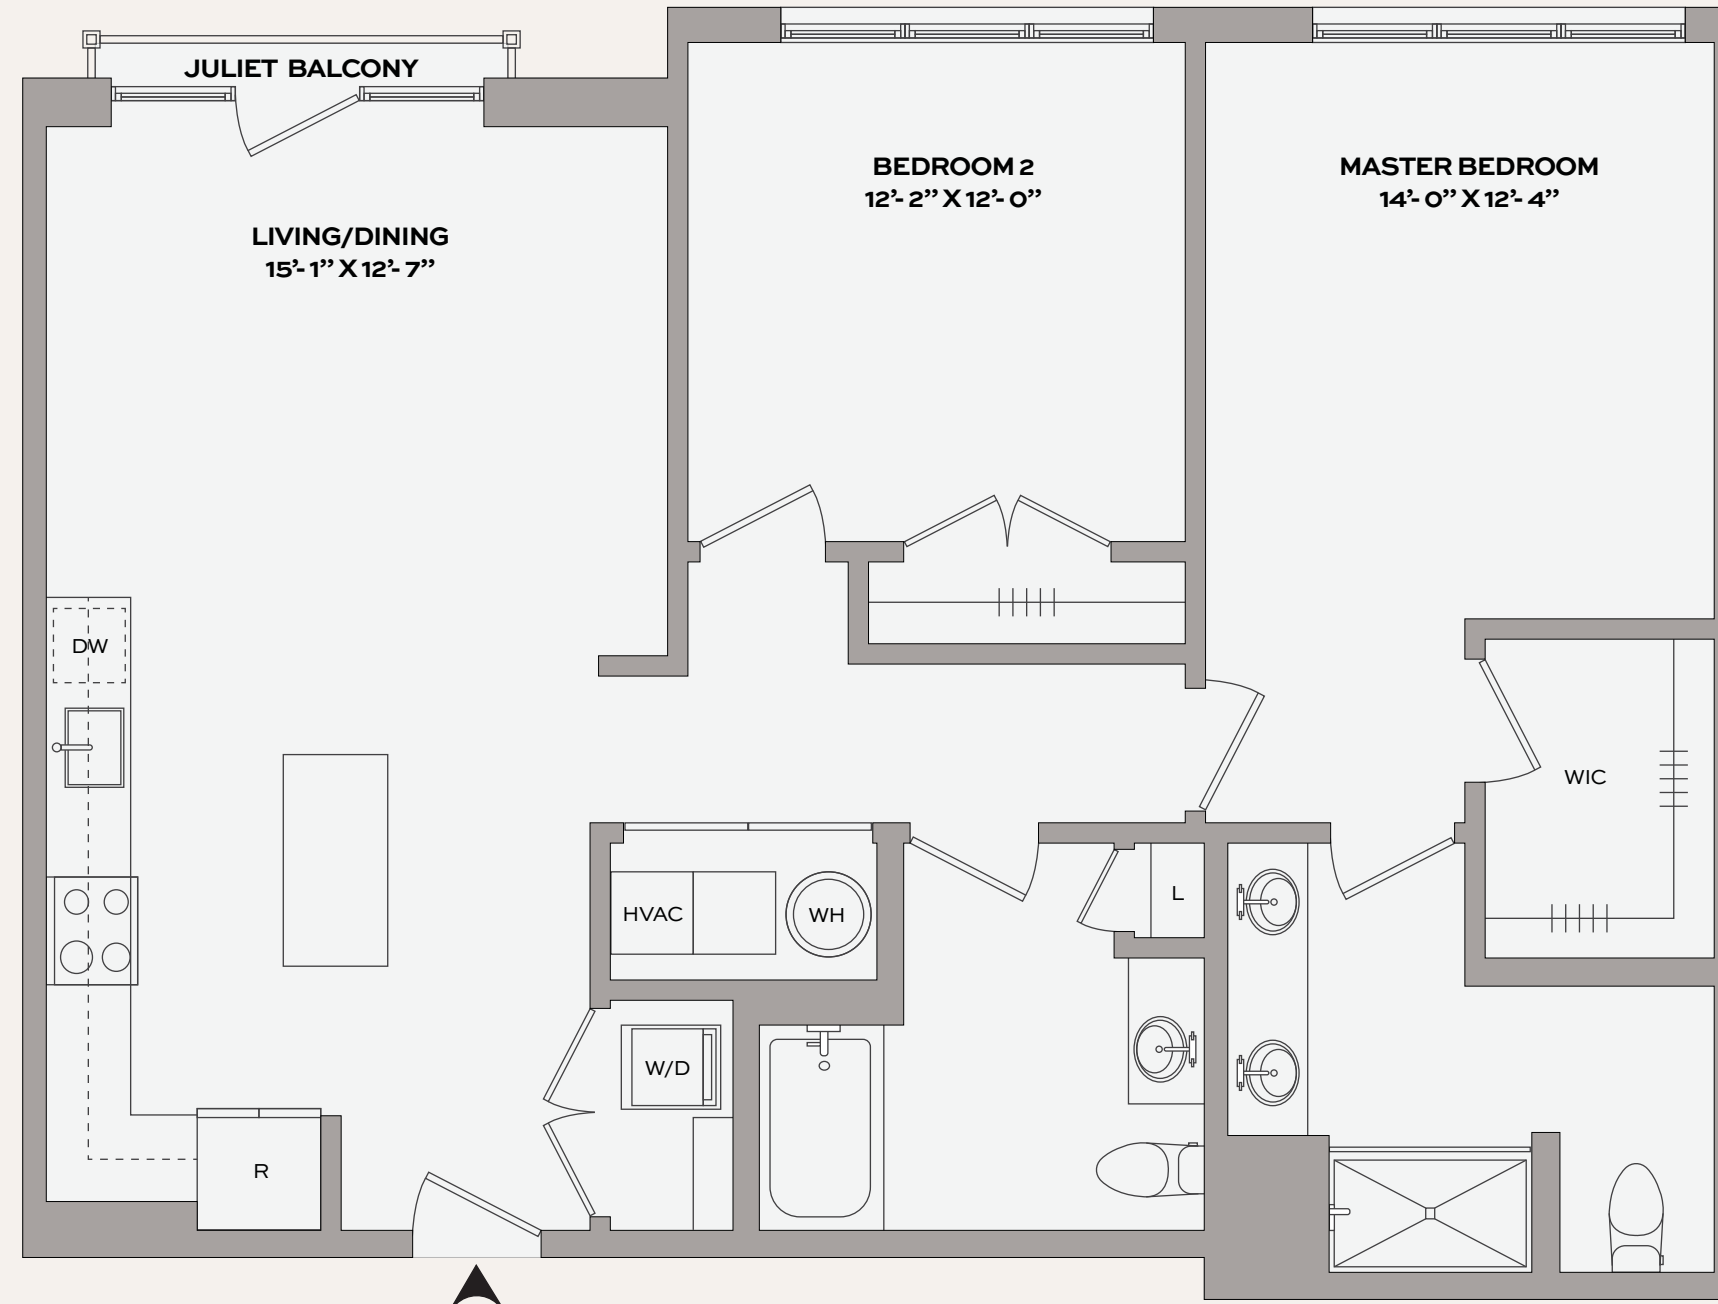 JULIET BALCONY
BEDROOM 2
12’- 2” X 12’- 0”
MASTER BEDROOM
14’- 0” X 12’- 4”
LIVING/DINING
15’- 1” X 12’- 7”
DW
WIC
L
HVAC
WH
W/D
R